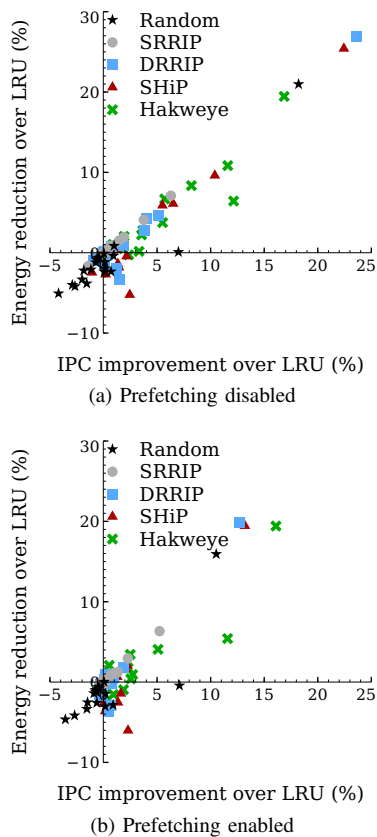 Energy reduction over LRU (%)
30
20
10
0
−10
−5
0
5
10
15
20
25
Random
SRRIP
DRRIP
SHiP
Hakweye
IPC improvement over LRU (%)
(a) Prefetching disabled
Energy reduction over LRU (%)
30
20
10
0
−10
−5
0
5
10
15
20
25
Random
SRRIP
DRRIP
SHiP
Hakweye
IPC improvement over LRU (%)
(b) Prefetching enabled